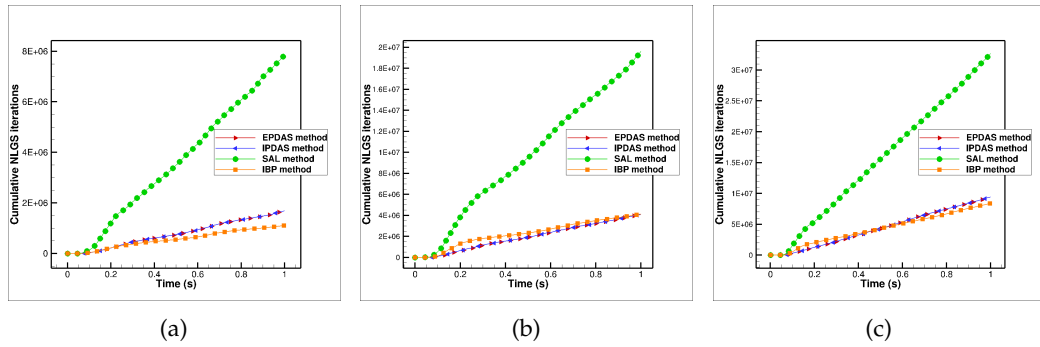 8E+06
6E+06
4E+06
2E+06
0
Cumulative NLGS iterations
0 0.2 0.4 0.6 0.8 1
Time (s)
EPDAS method
IPDAS method
SAL method
IBP method
(a)
2E+07
1.8E+07
1.6E+07
1.4E+07
1.2E+07
1E+07
8E+06
6E+06
4E+06
2E+06
0
Cumulative NLGS iterations
0 0.2 0.4 0.6 0.8 1
Time (s)
EPDAS method
IPDAS method
SAL method
IBP method
(b)
3E+07
2.5E+07
2E+07
1.5E+07
1E+07
5E+06
0
Cumulative NLGS iterations
0 0.2 0.4 0.6 0.8 1
Time (s)
EPDAS method
IPDAS method
SAL method
IBP method
(c)